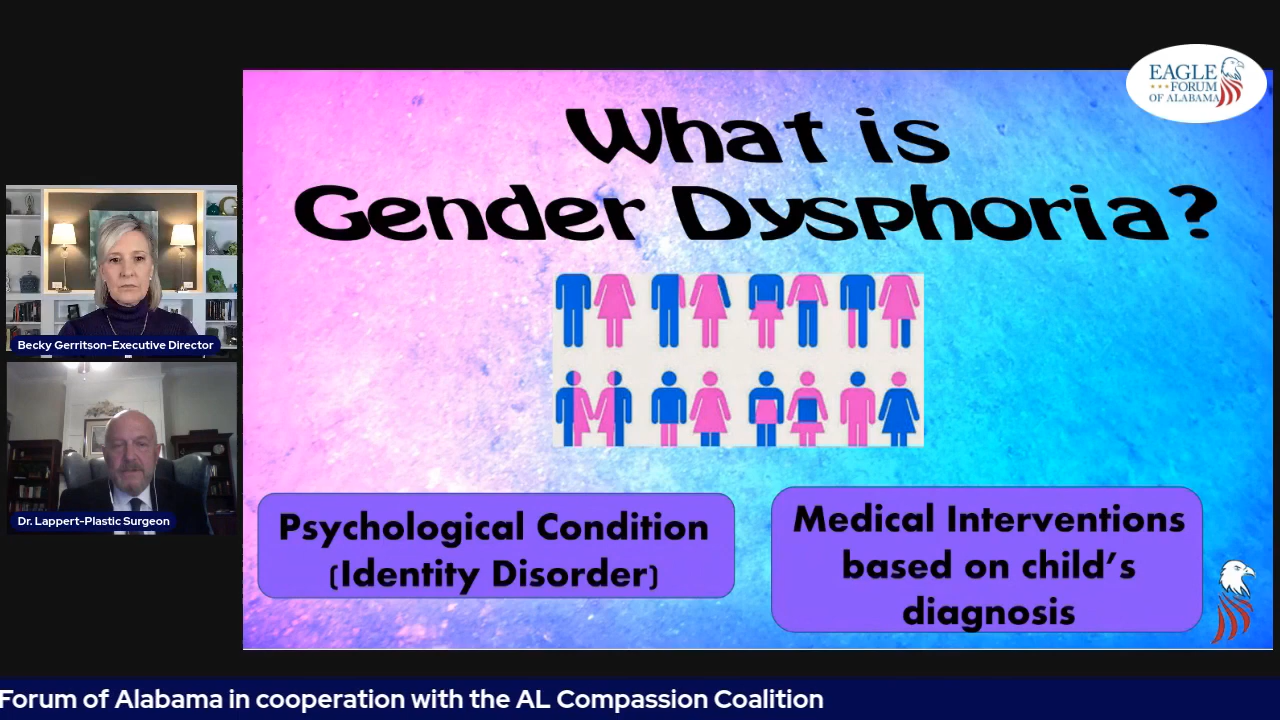 EAGLE
FORUM
OF ALABAMA
What is
Gender Dysphoria?
Becky Gerritson-Executive Director
Dr. Lappert-Plastic Surgeon
Psychological Condition
(Identity Disorder)
Medical Interventions
based on child’s
diagnosis
Forum of Alabama in cooperation with the AL Compassion Coalition